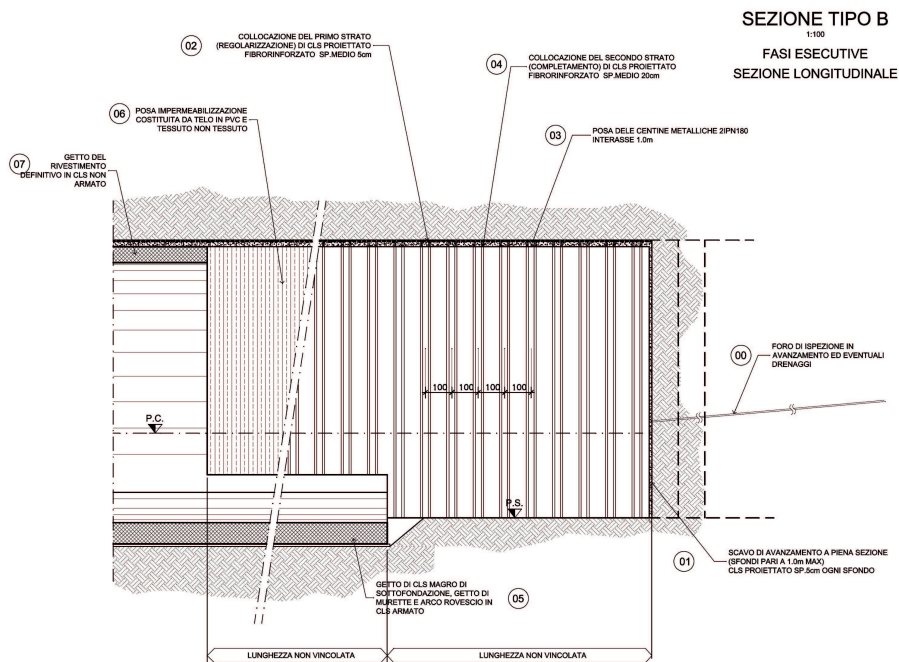 SEZIONE TIPO B
1:100
FASI ESECUTIVE
SEZIONE LONGITUDINALE
02
COLLOCAZIONE DEL PRIMO STRATO
(REGOLARIZZAZIONE) DI CLS PROIETTATO
FIBRORINFORZATO SP.MEDIO 5cm
04
COLLOCAZIONE DEL SECONDO STRATO
(COMPLETAMENTO) DI CLS PROIETTATO
FIBRORINFORZATO SP.MEDIO 20cm
06
POSA IMPERMEABILIZZAZIONE
COSTITUITA DA TELO IN PVC E
TESSUTO NON TESSUTO
03
POSA DELE CENTINE METALLICHE 2IPN180
INTERASSE 1.0m
07
GETTO DEL
RIVESTIMENTO
DEFINITIVO IN CLS NON
ARMATO
00
FORO DI ISPEZIONE IN
AVANZAMENTO ED EVENTUALI
DRENAGGI
100 100 100 100
P.C.
P.S.
01
SCAVO DI AVANZAMENTO A PIENA SEZIONE
(SFONDI PARI A 1.0m MAX)
CLS PROIETTATO SP.5cm OGNI SFONDO
05
GETTO DI CLS MAGRO DI
SOTTOFONDAZIONE, GETTO DI
MURETTE E ARCO ROVESCIO IN
CLS ARMATO
LUNGHEZZA NON VINCOLATA
LUNGHEZZA NON VINCOLATA